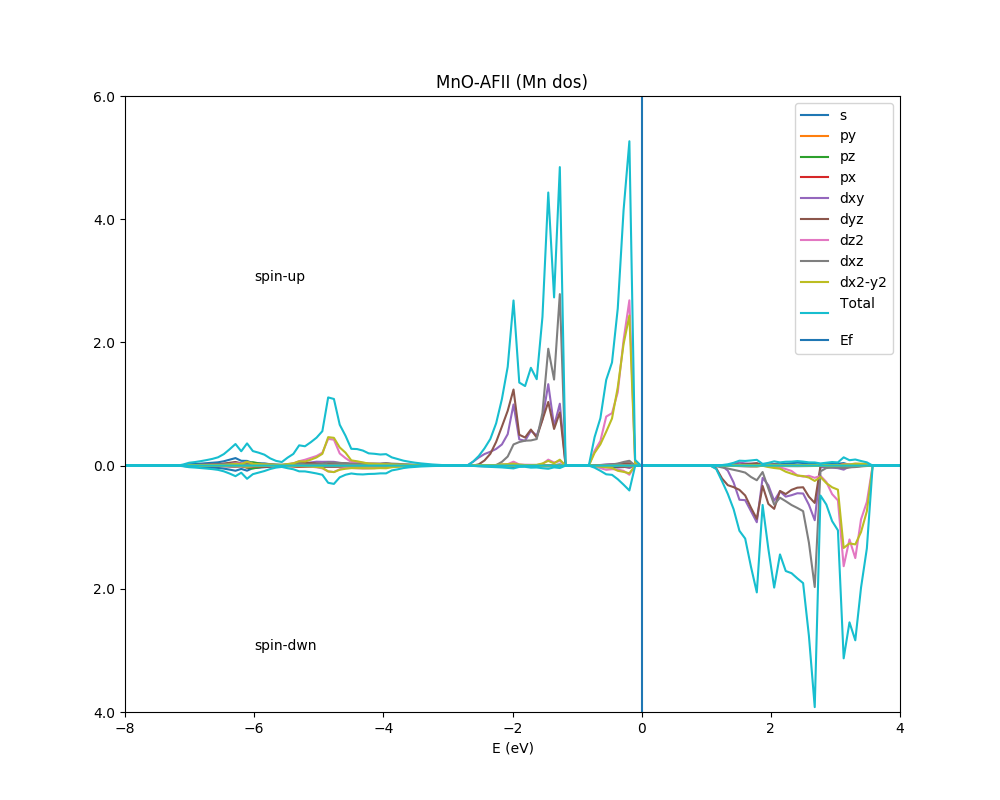 MnO-AFII (Mn dos)
6.0
4.0
2.0
0.0
2.0
4.0
spin-up
spin-dwn
s
py
pz
px
dxy
dyz
dz2
dxz
dx2-y2
Total
Ef
−8
−6
−4
−2
0
2
4
E (eV)